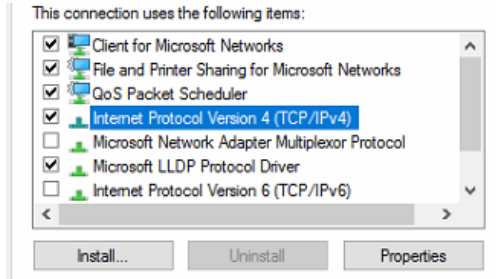 This connection uses the following items:
Client for Microsoft Networks
File and Printer Sharing for Microsoft Networks
QoS Packet Scheduler
Internet Protocol Version 4 (TCP/IPv4)
Microsoft Network Adapter Multiplexor Protocol
Microsoft LLDP Protocol Driver
Internet Protocol Version 6 (TCP/IPv6)
Install...
Uninstall
Properties